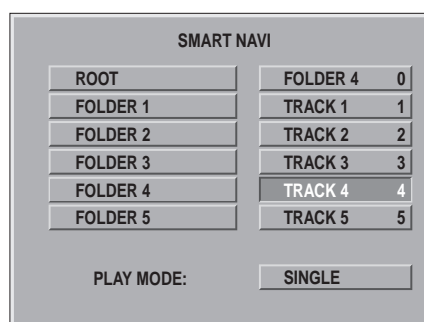 SMART NAVI
ROOT FOLDER 4 0
FOLDER 1 TRACK 1 1
FOLDER 2 TRACK 2 2
FOLDER 3 TRACK 3 3
FOLDER 4 TRACK 4 4
FOLDER 5 TRACK 5 5
PLAY MODE: SINGLE